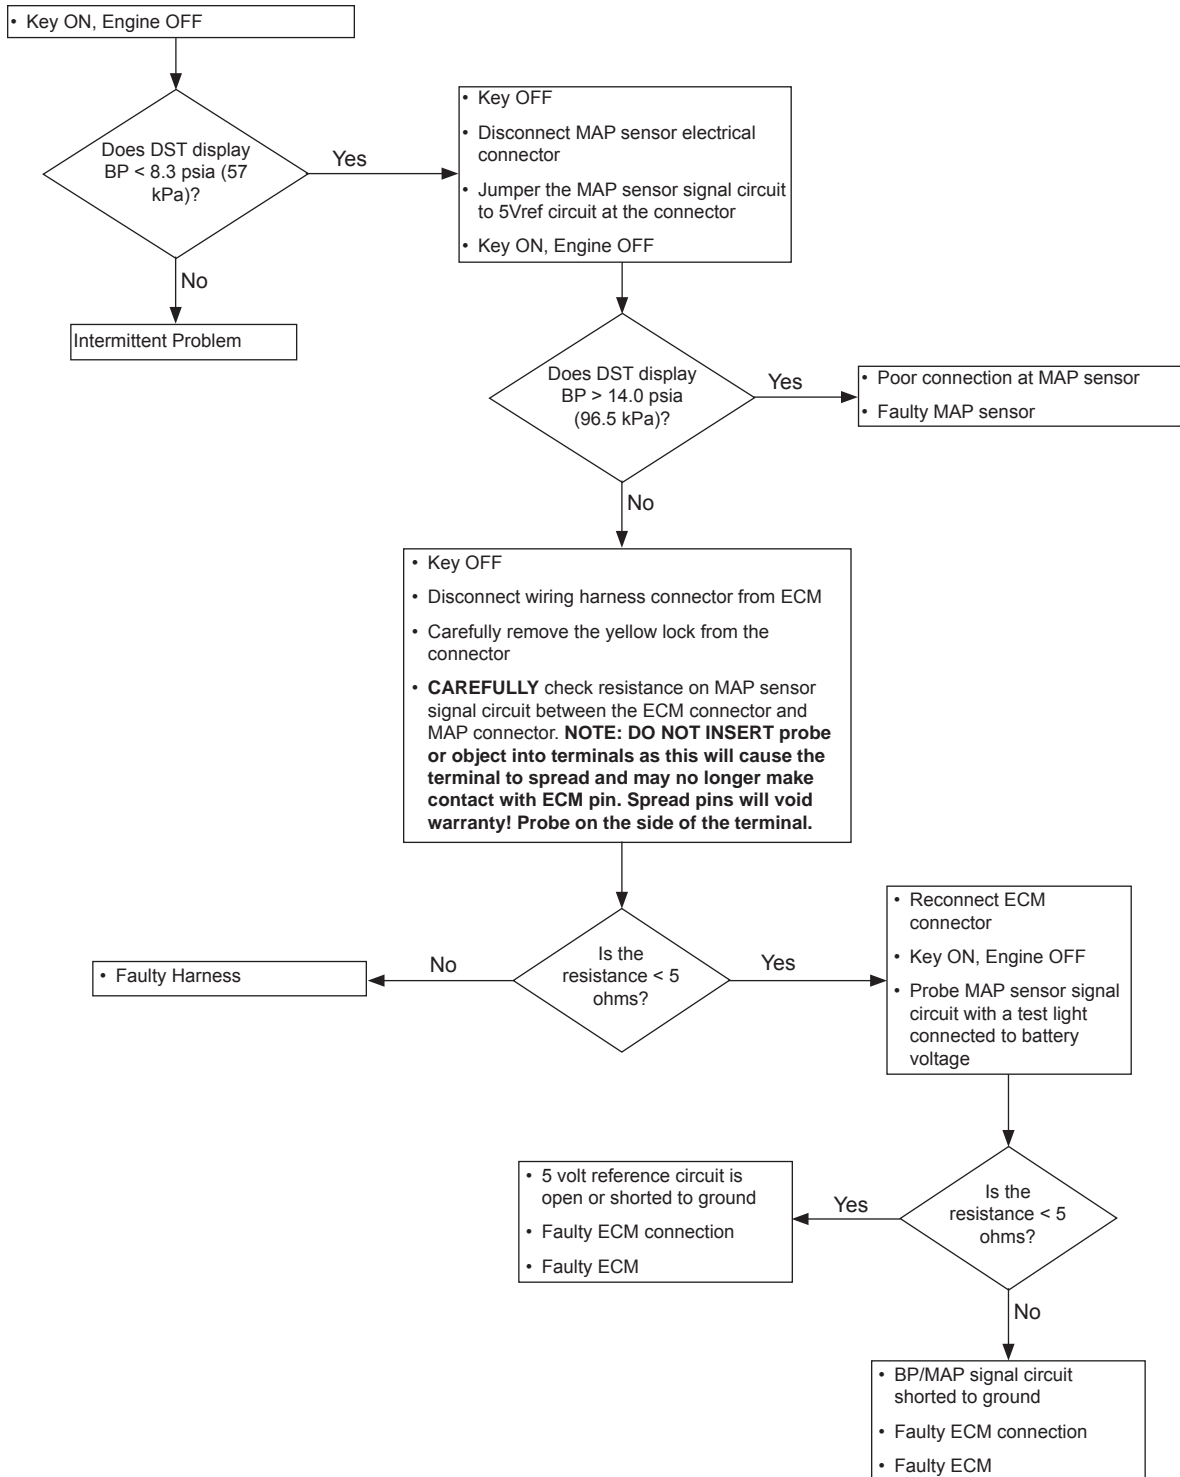 • Key ON, Engine OFF
Does DST display
BP < 8.3 psia (57
kPa)?
Yes
No
Intermittent Problem
• Key OFF
• Disconnect MAP sensor electrical
connector
• Jumper the MAP sensor signal circuit
to 5Vref circuit at the connector
• Key ON, Engine OFF
Does DST display
BP > 14.0 psia
(96.5 kPa)?
Yes
• Poor connection at MAP sensor
• Faulty MAP sensor
No
• Key OFF
• Disconnect wiring harness connector from ECM
• Carefully remove the yellow lock from the
connector
• CAREFULLY check resistance on MAP sensor
signal circuit between the ECM connector and
MAP connector. NOTE: DO NOT INSERT probe
or object into terminals as this will cause the
terminal to spread and may no longer make
contact with ECM pin. Spread pins will void
warranty! Probe on the side of the terminal.
Is the
resistance < 5
ohms?
No
• Faulty Harness
Yes
• Reconnect ECM
connector
• Key ON, Engine OFF
• Probe MAP sensor signal
circuit with a test light
connected to battery
voltage
Is the
resistance < 5
ohms?
Yes
• 5 volt reference circuit is
open or shorted to ground
• Faulty ECM connection
• Faulty ECM
No
• BP/MAP signal circuit
shorted to ground
• Faulty ECM connection
• Faulty ECM